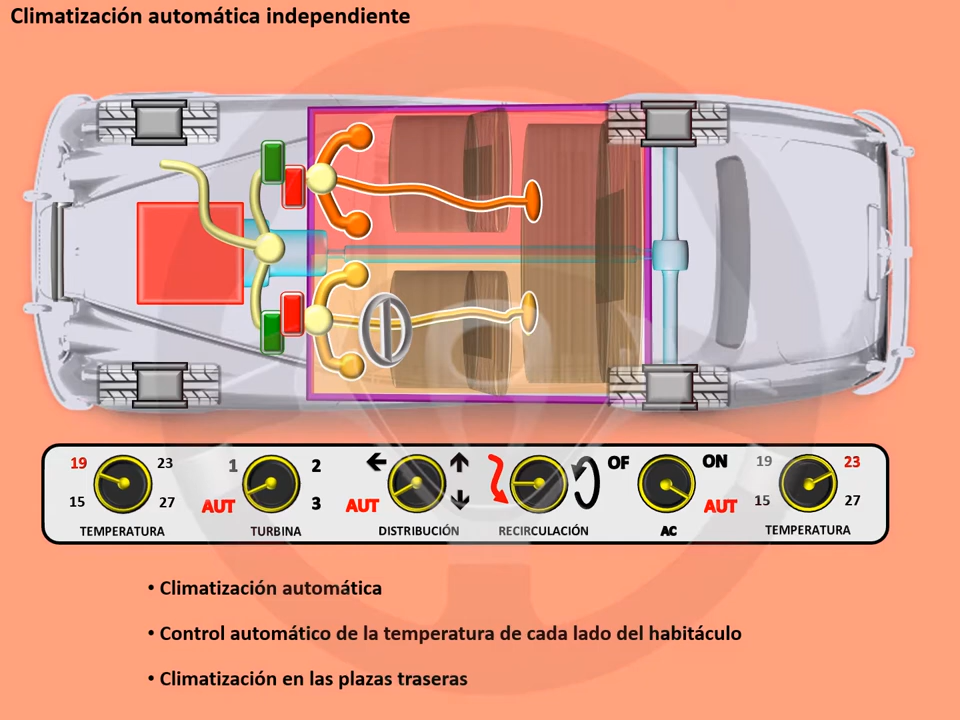 Climatización automática independiente
19 23 1 2 OF ON 19 23
15 27 AUT 3 AUT AUT 15 27
TEMPERATURA TURBINA DISTRIBUCIÓN RECIRCULACIÓN AC TEMPERATURA
• Climatización automática
• Control automático de la temperatura de cada lado del habitáculo
• Climatización en las plazas traseras